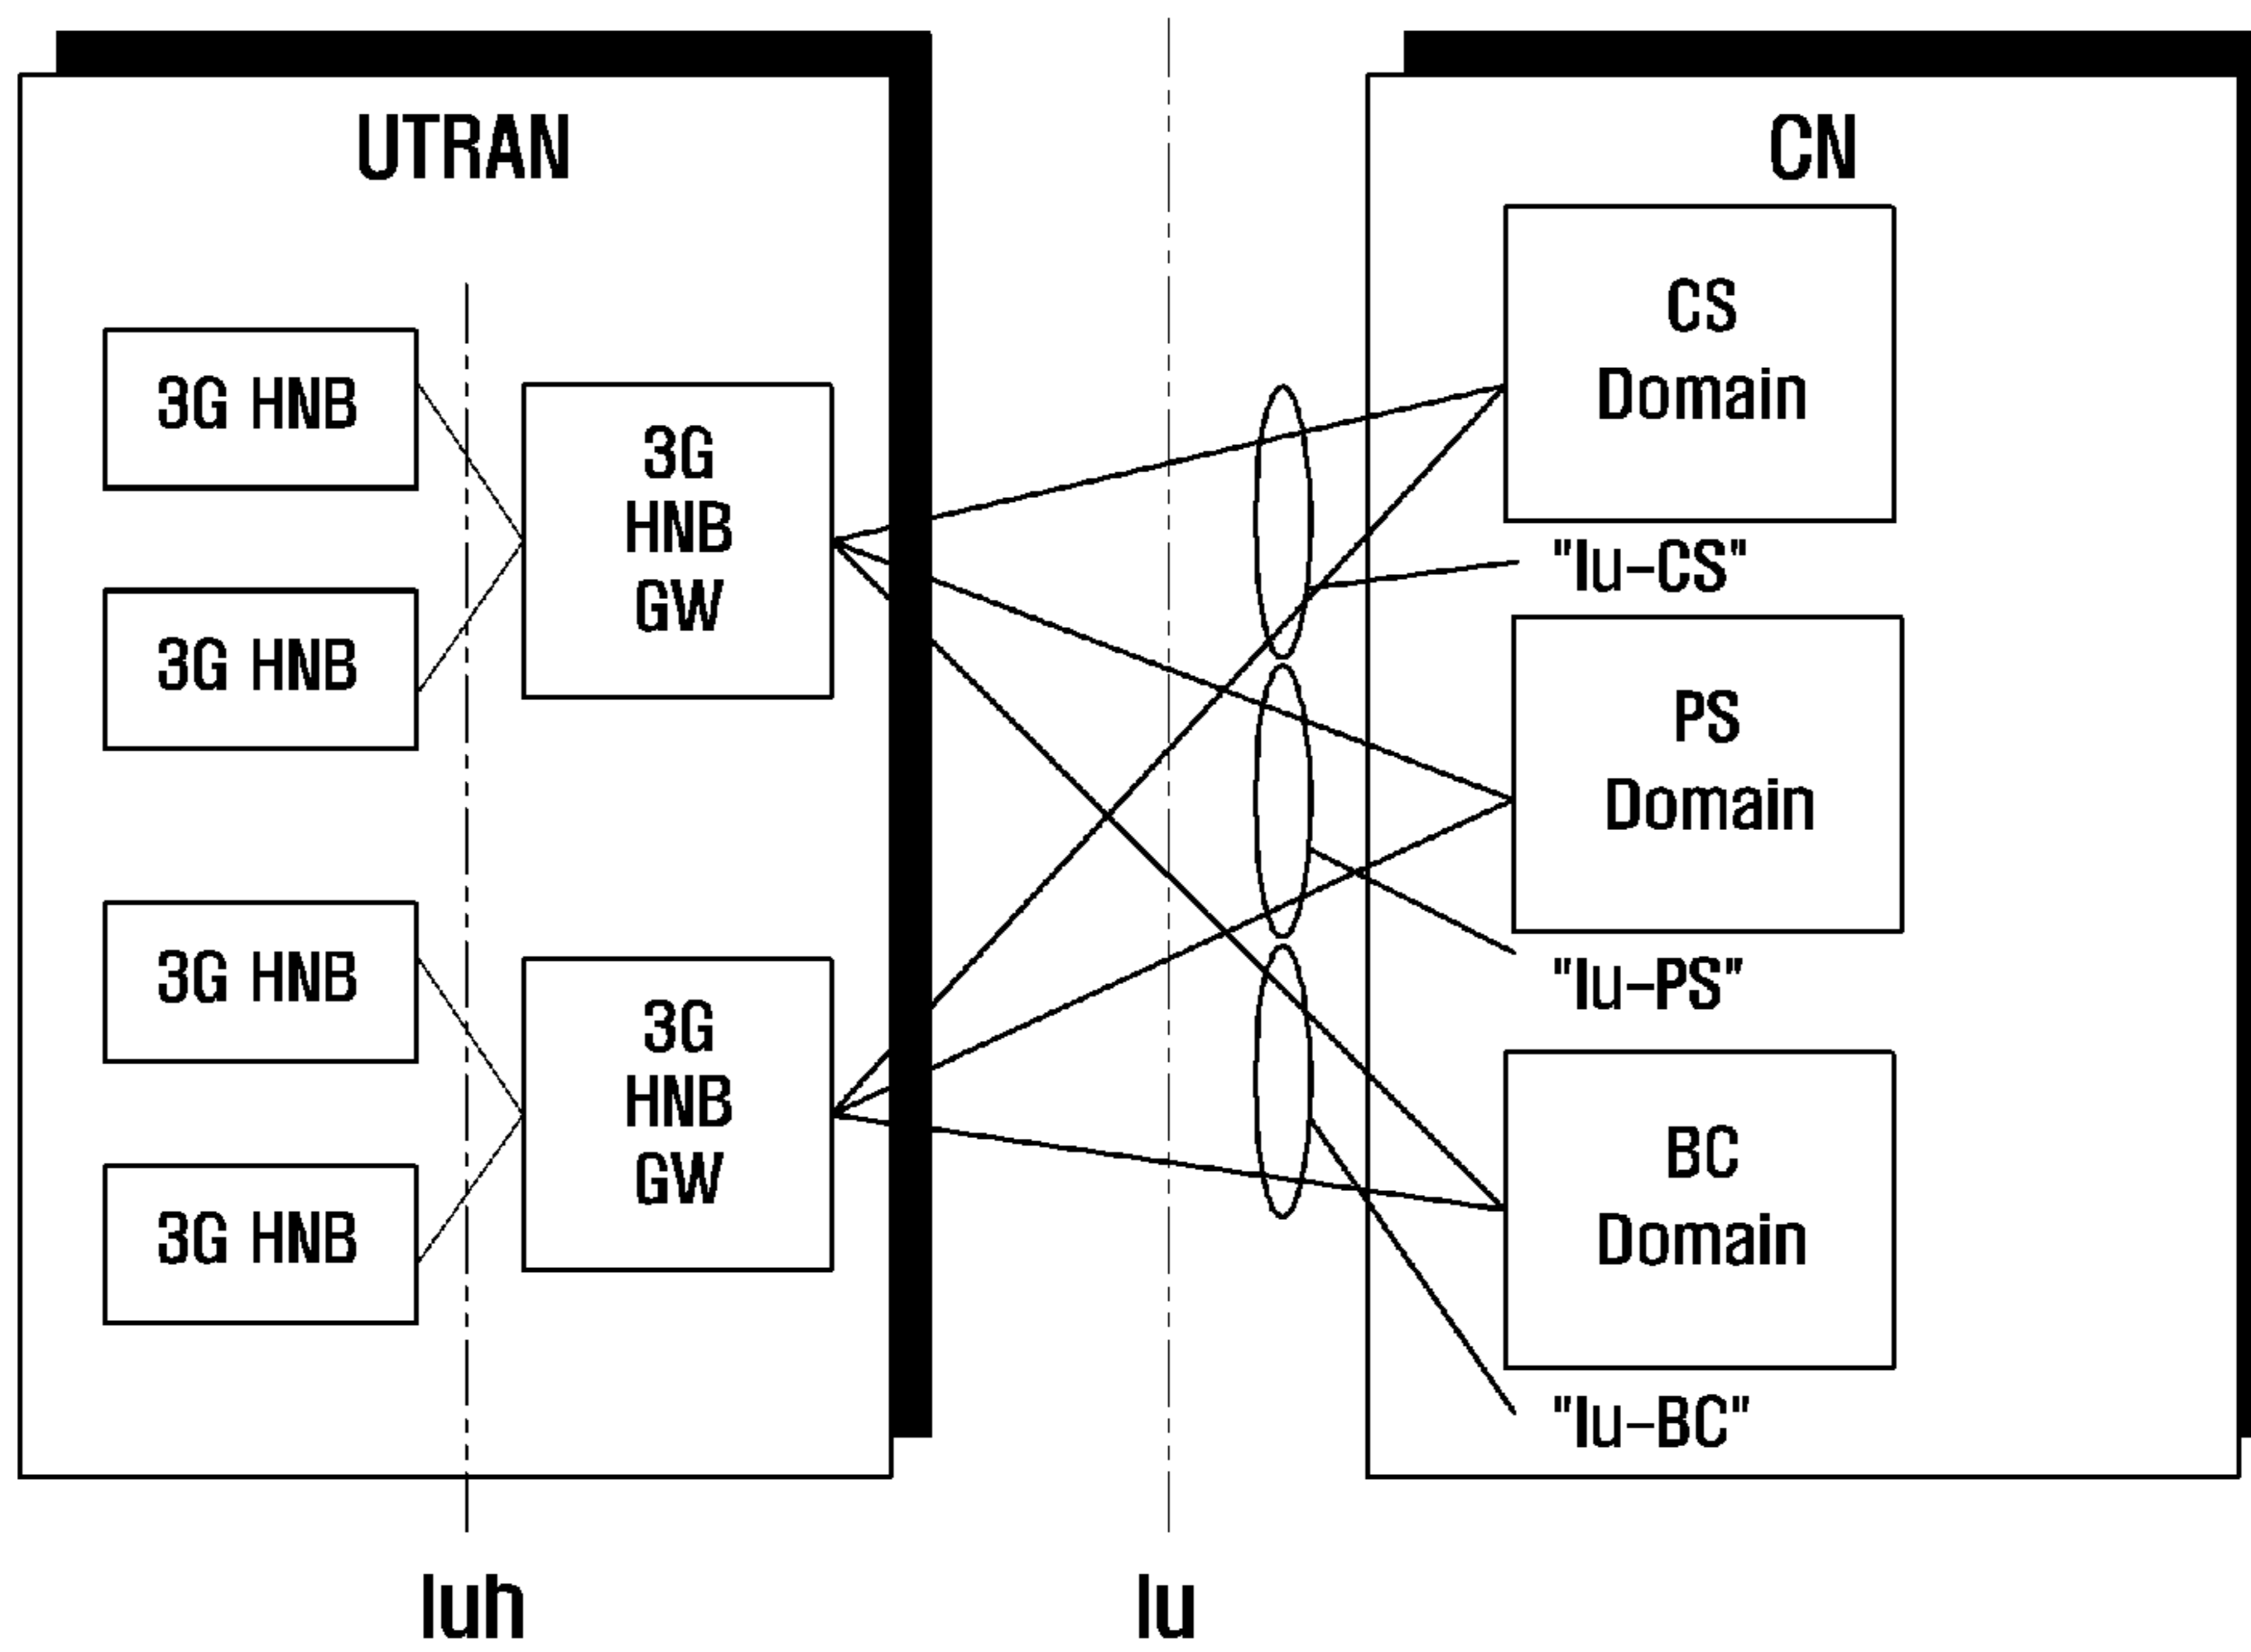 UTRAN
3G HNB
3G HNB
3G
HNB
GW
3G HNB
3G HNB
3G
HNB
GW
CN
CS
Domain
"Iu-CS"
PS
Domain
"Iu-PS"
BC
Domain
"Iu-BC"
Iuh
Iu